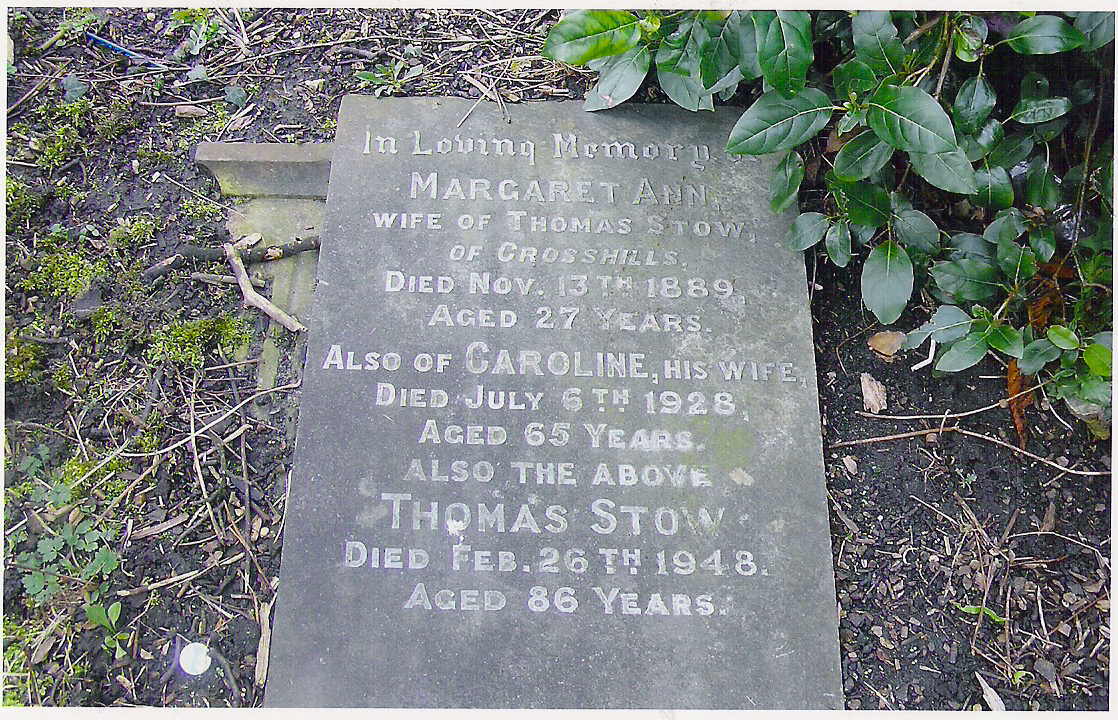 In Loving Memory of
MARGARET ANN,
WIFE OF THOMAS STOW,
OF CROSSHILLS,
DIED NOV. 13TH 1889,
AGED 27 YEARS.
ALSO OF CAROLINE, HIS WIFE,
DIED JULY 6TH 1928,
AGED 65 YEARS.
ALSO THE ABOVE
THOMAS STOW
DIED FEB. 26TH 1948.
AGED 86 YEARS.